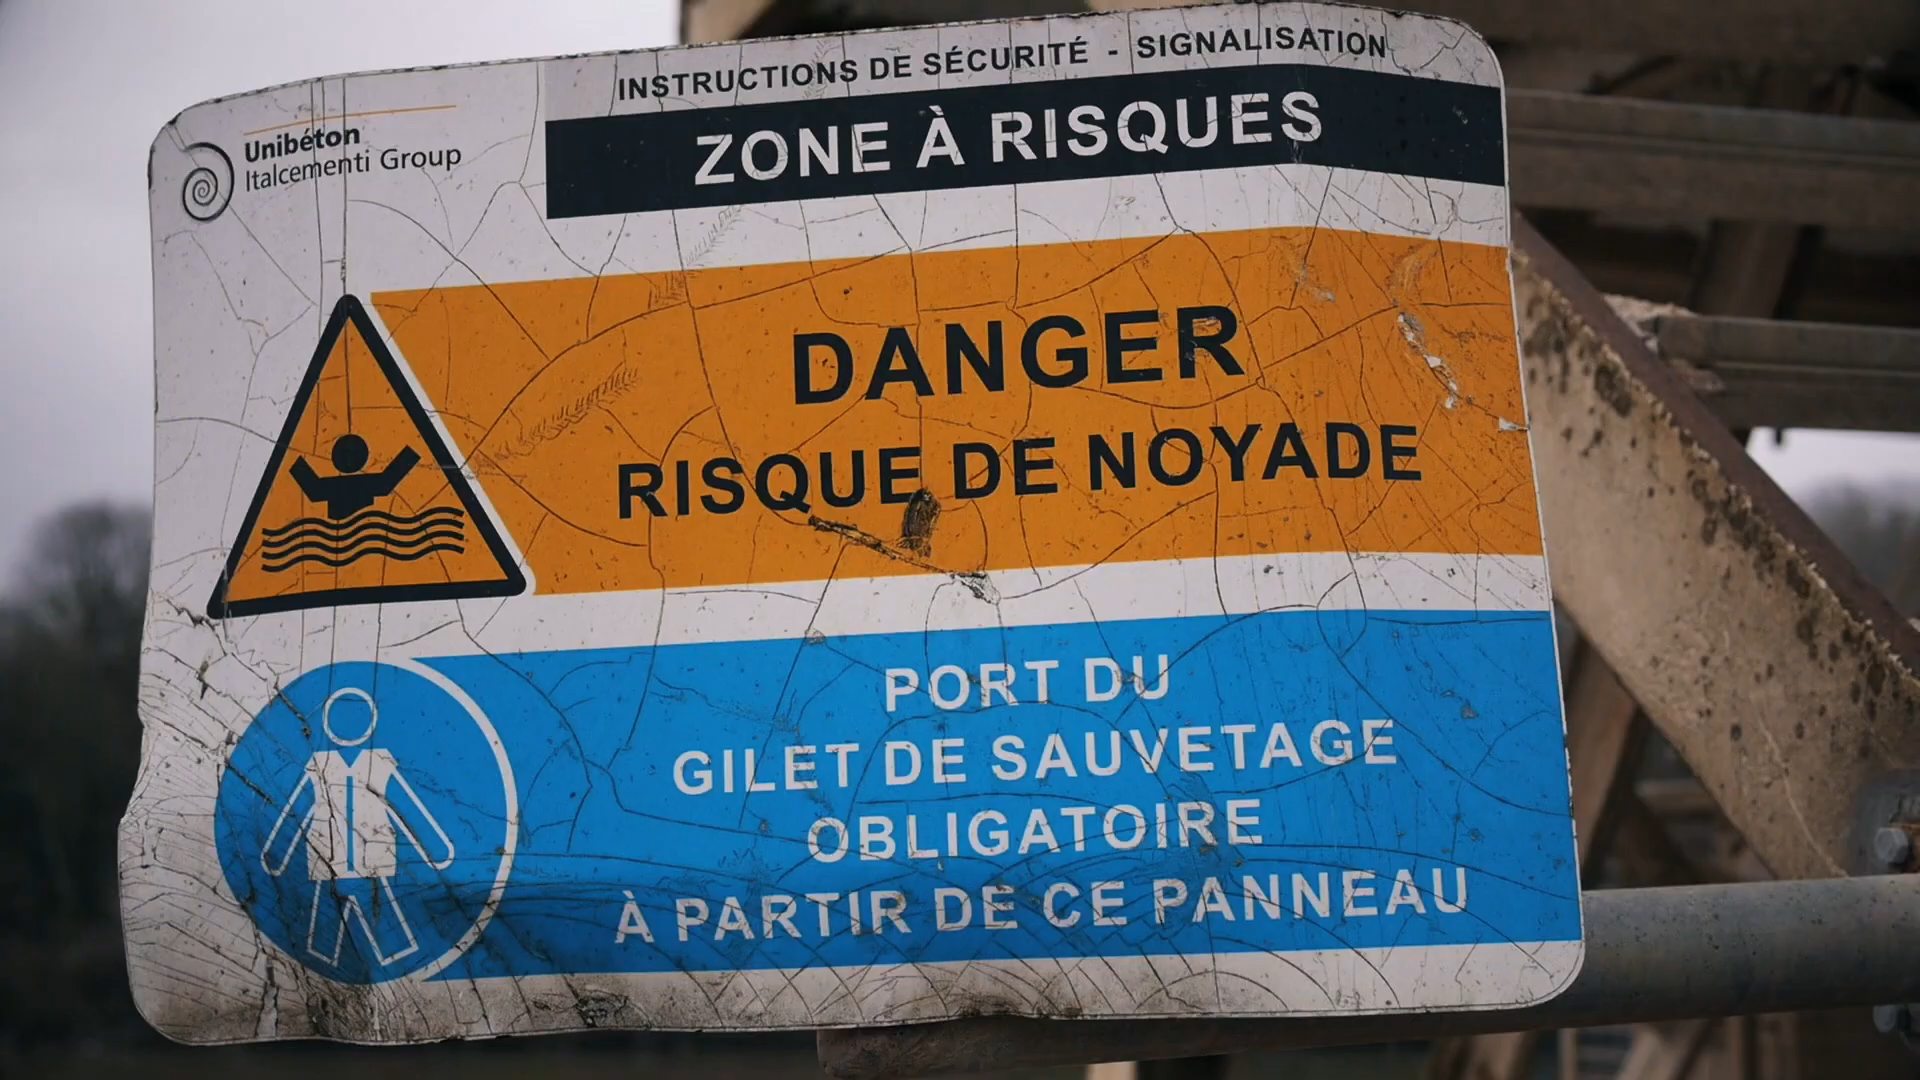 INSTRUCTIONS DE SÉCURITÉ - SIGNALISATION
Unibéton
Italcementi Group
ZONE À RISQUES
DANGER
RISQUE DE NOYADE
PORT DU
GILET DE SAUVETAGE
OBLIGATOIRE
À PARTIR DE CE PANNEAU